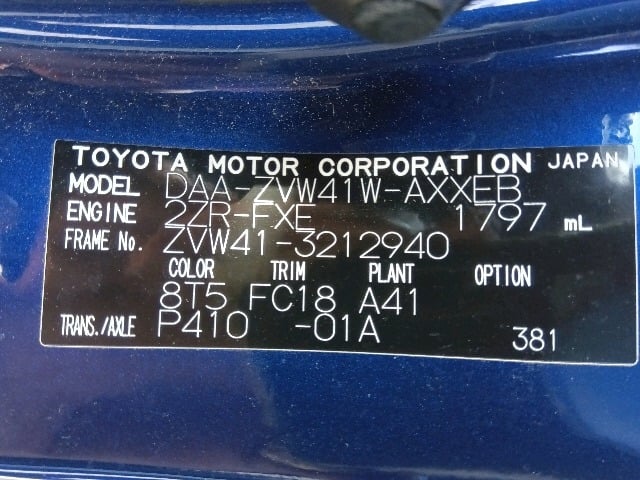 TOYOTA MOTOR CORPORATION JAPAN
MODEL DAA-ZVW41W-AXXEB
ENGINE 2ZR-FXE 1797 mL
FRAME No. ZVW41-3212940
COLOR TRIM PLANT OPTION
8T5 FC18 A41
TRANS./AXLE P410 -01A 381